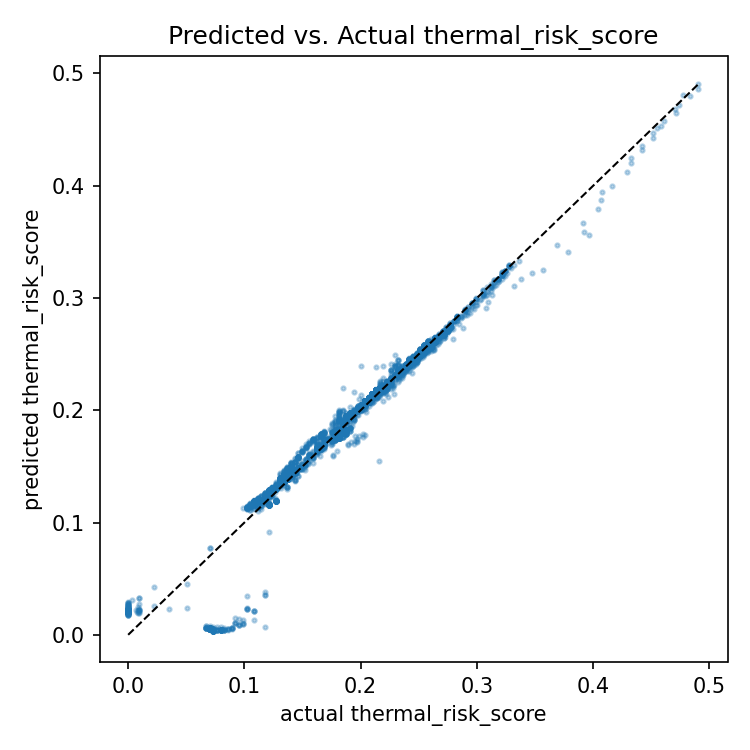 Predicted vs. Actual thermal_risk_score
predicted thermal_risk_score
0.5
0.4
0.3
0.2
0.1
0.0
0.0 0.1 0.2 0.3 0.4 0.5
actual thermal_risk_score